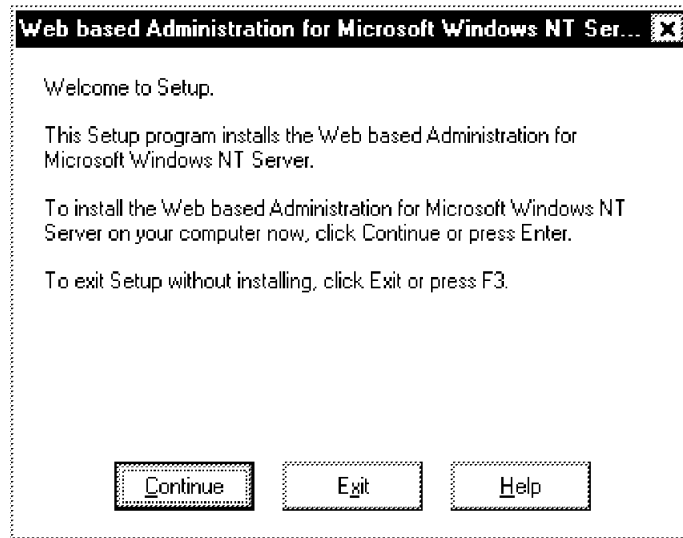 Web based Administration for Microsoft Windows NT Ser...
Welcome to Setup.
This Setup program installs the Web based Administration for
Microsoft Windows NT Server.
To install the Web based Administration for Microsoft Windows NT
Server on your computer now, click Continue or press Enter.
To exit Setup without installing, click Exit or press F3.
Continue Exit Help